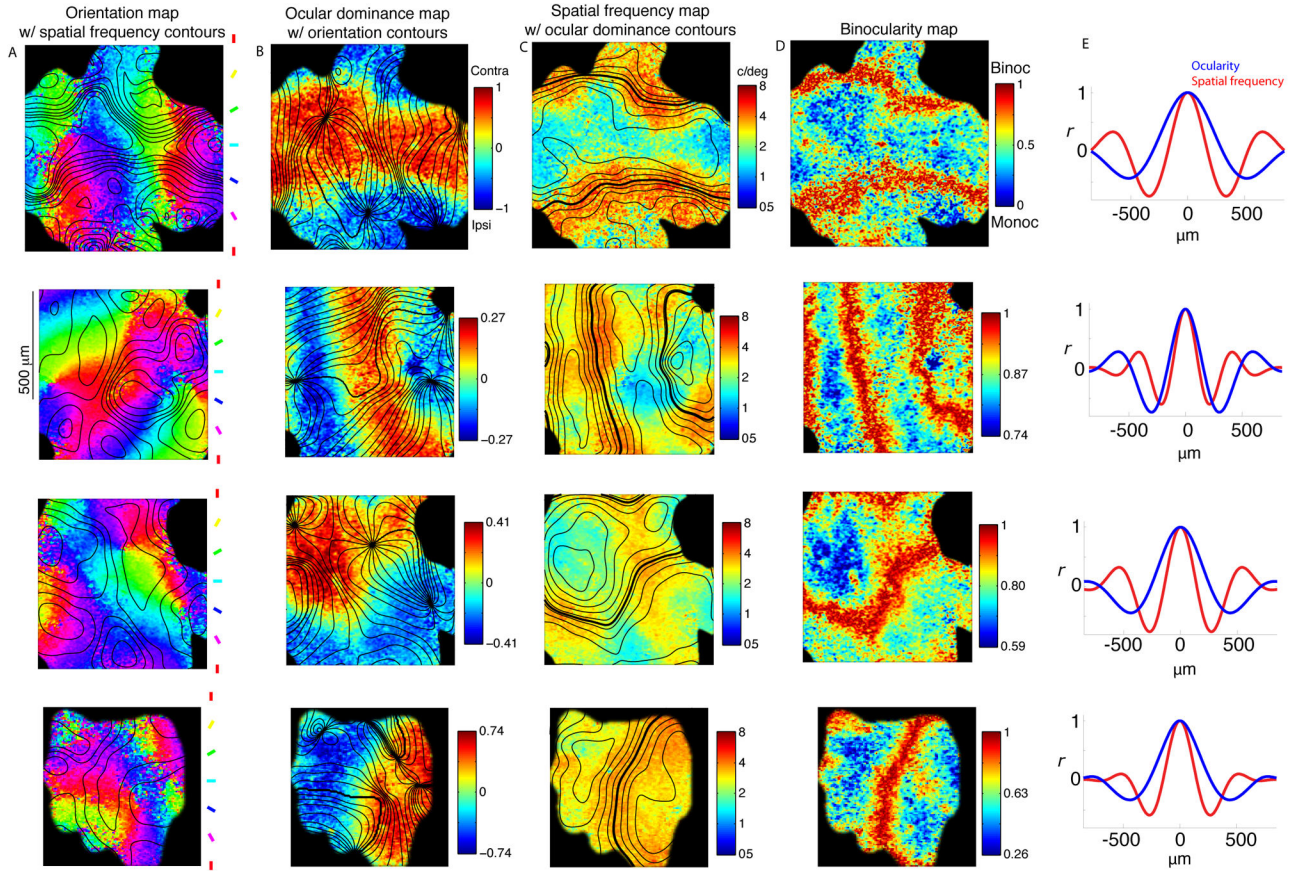 Orientation map
w/ spatial frequency contours
Ocular dominance map
w/ orientation contours
Spatial frequency map
w/ ocular dominance contours
Binocularity map
A
B
C
D
E
Contra
1
0
−1
Ipsi
c/deg
8
4
2
1
05
Binoc
1
0.5
0
Monoc
Ocularity
Spatial frequency
1
r
0
-500
0
500
µm
500 µm
0.27
0
−0.27
8
4
2
1
05
1
0.87
0.74
1
r
0
-500
0
500
µm
0.41
0
−0.41
8
4
2
1
05
1
0.80
0.59
1
r
0
-500
0
500
µm
0.74
0
−0.74
8
4
2
1
05
1
0.63
0.26
1
r
0
-500
0
500
µm